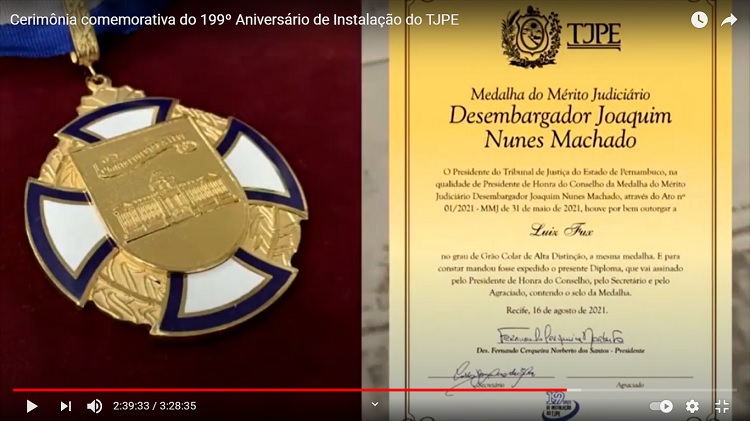 Cerimônia comemorativa do 199º Aniversário de Instalação do TJPE
TJPE
Medalha do Mérito Judiciário
Desembargador Joaquim
Nunes Machado
O Presidente do Tribunal de Justiça do Estado de Pernambuco, na
qualidade de Presidente de Honra do Conselho da Medalha do Mérito
Judiciário Desembargador Joaquim Nunes Machado, através do Ato nº
01/2021 - MMJ de 31 de maio de 2021, houve por bem outorgar a
Luiz Fux
no grau de Grão Colar de Alta Distinção, a mesma medalha. E para
constar mandou fosse expedido o presente Diploma, que vai assinado
pelo Presidente de Honra do Conselho, pelo Secretário e pelo
Agraciado, contendo o selo da Medalha.
Recife, 16 de agosto de 2021.
Des. Fernando Cerqueira Norberto dos Santos - Presidente
Secretário
Agraciado
DE INSTALAÇÃO
DO TJPE
2:39:33 / 3:28:35